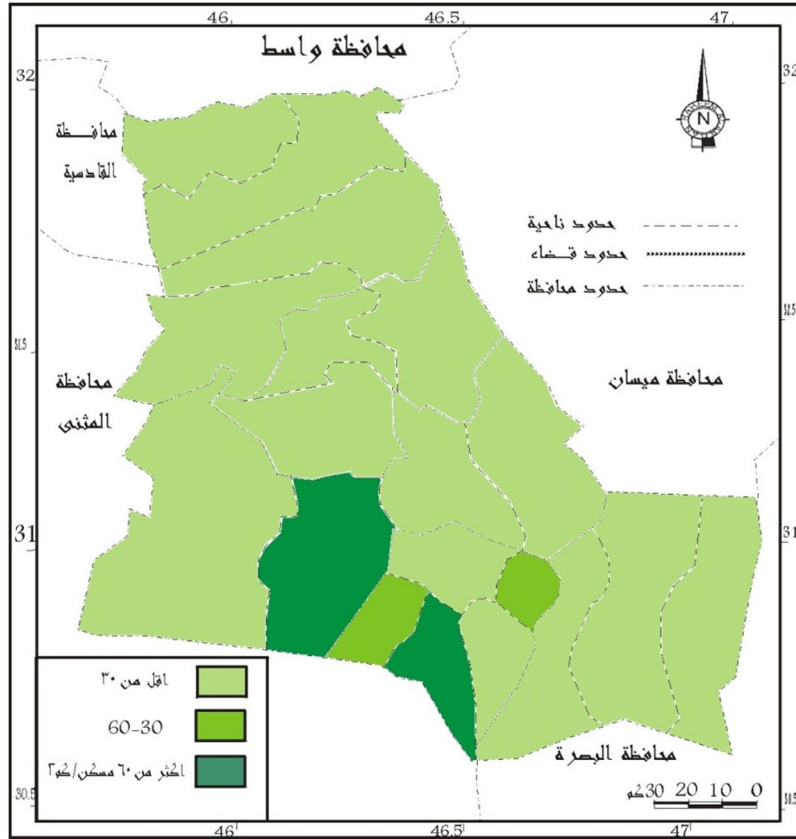 46
46.5
47
محافظة واسط
32
32
محافظة
القادسية
N
حدود ناحية
حدود قضاء
حدود محافظة
31.5
31.5
محافظة
المثنى
محافظة ميسان
31
31
اقل من ٣٠
60-30
اكثر من ٦٠ مسكن/كم٢
محافظة البصرة
30 20 10 0
كم
30.5
30.5
46
46.5
47